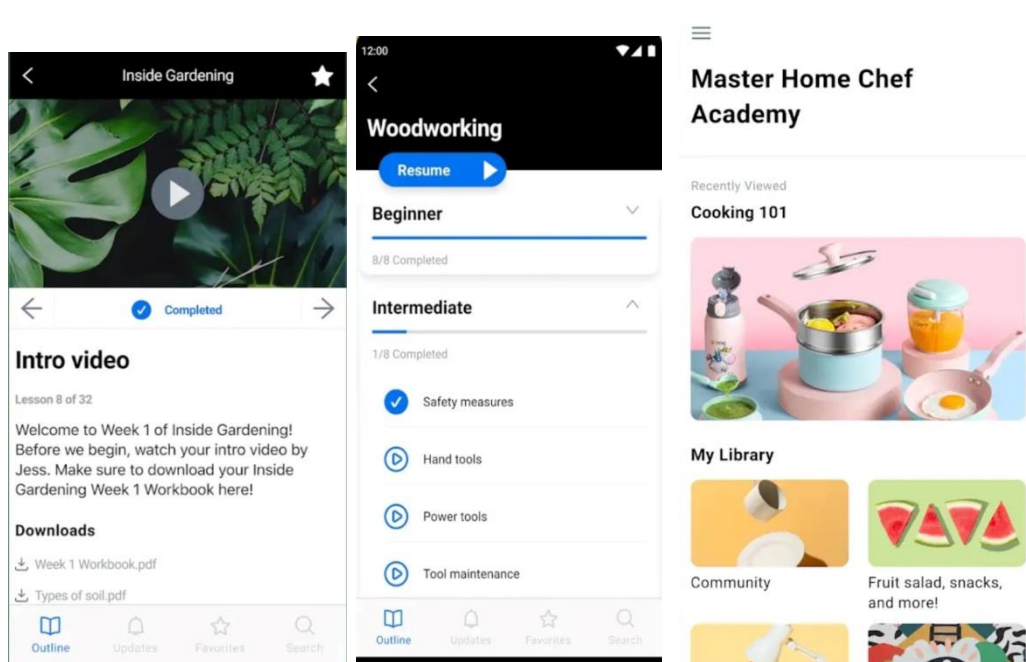 Inside Gardening
Completed
Intro video
Lesson 8 of 32
Welcome to Week 1 of Inside Gardening!
Before we begin, watch your intro video by
Jess. Make sure to download your Inside
Gardening Week 1 Workbook here!
Downloads
Week 1 Workbook.pdf
Types of soil.pdf
Outline
Updates
Favourites
Search
12:00
Woodworking
Resume
Beginner
8/8 Completed
Intermediate
1/8 Completed
Safety measures
Hand tools
Power tools
Tool maintenance
Outline
Updates
Favorites
Search
Master Home Chef
Academy
Recently Viewed
Cooking 101
My Library
Community
Fruit salad, snacks,
and more!